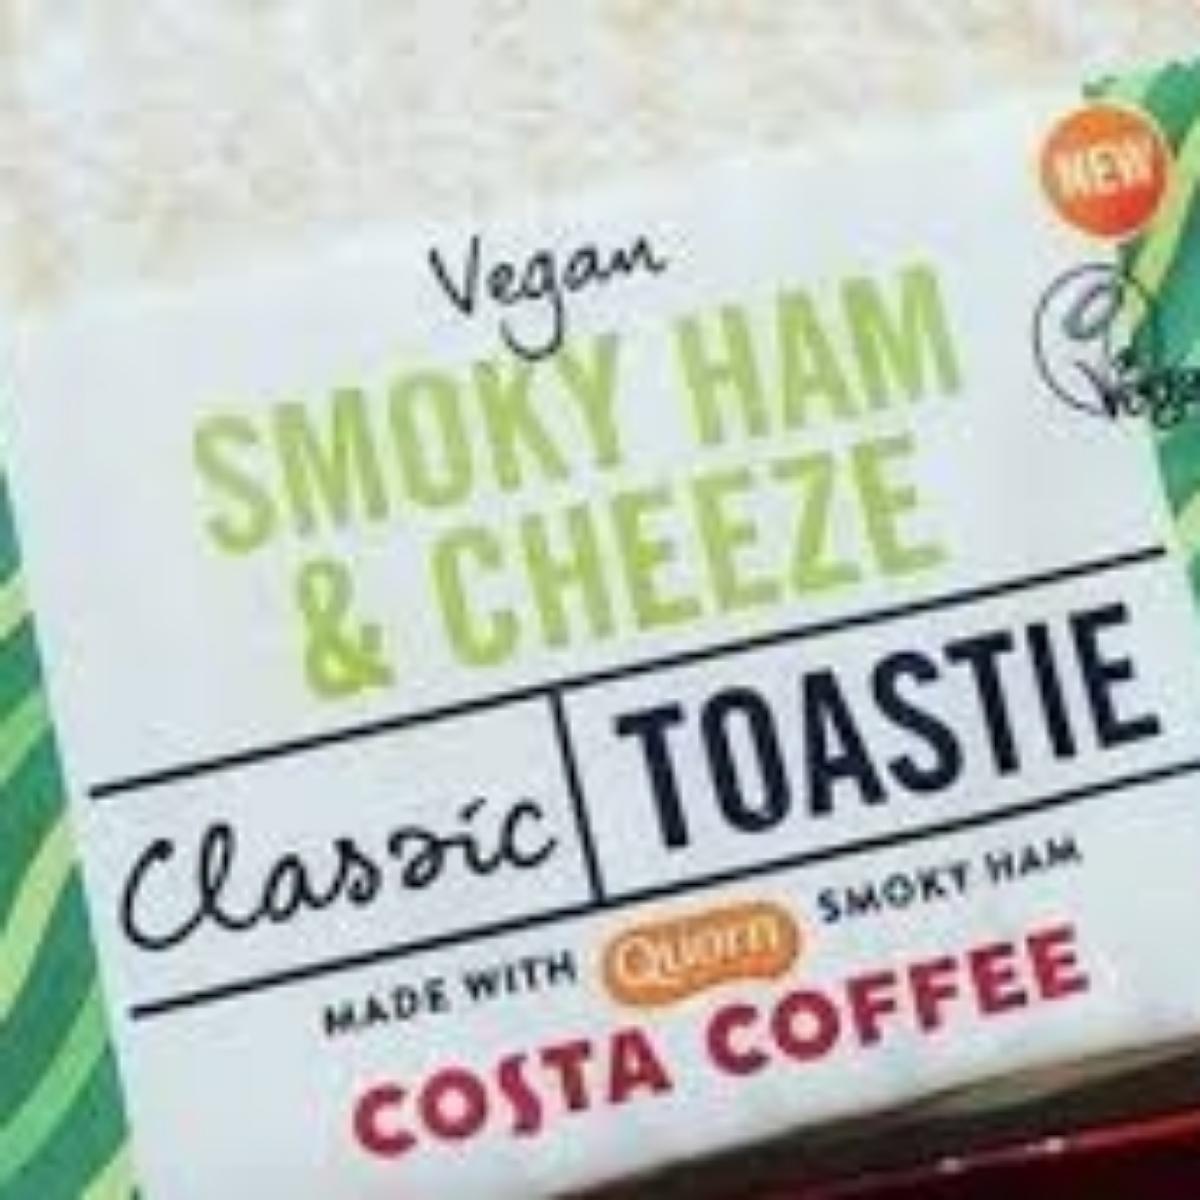 NEW
Vegan
SMOKY HAM
& CHEEZE
Classic TOASTIE
MADE WITH Quorn SMOKY HAM
COSTA COFFEE